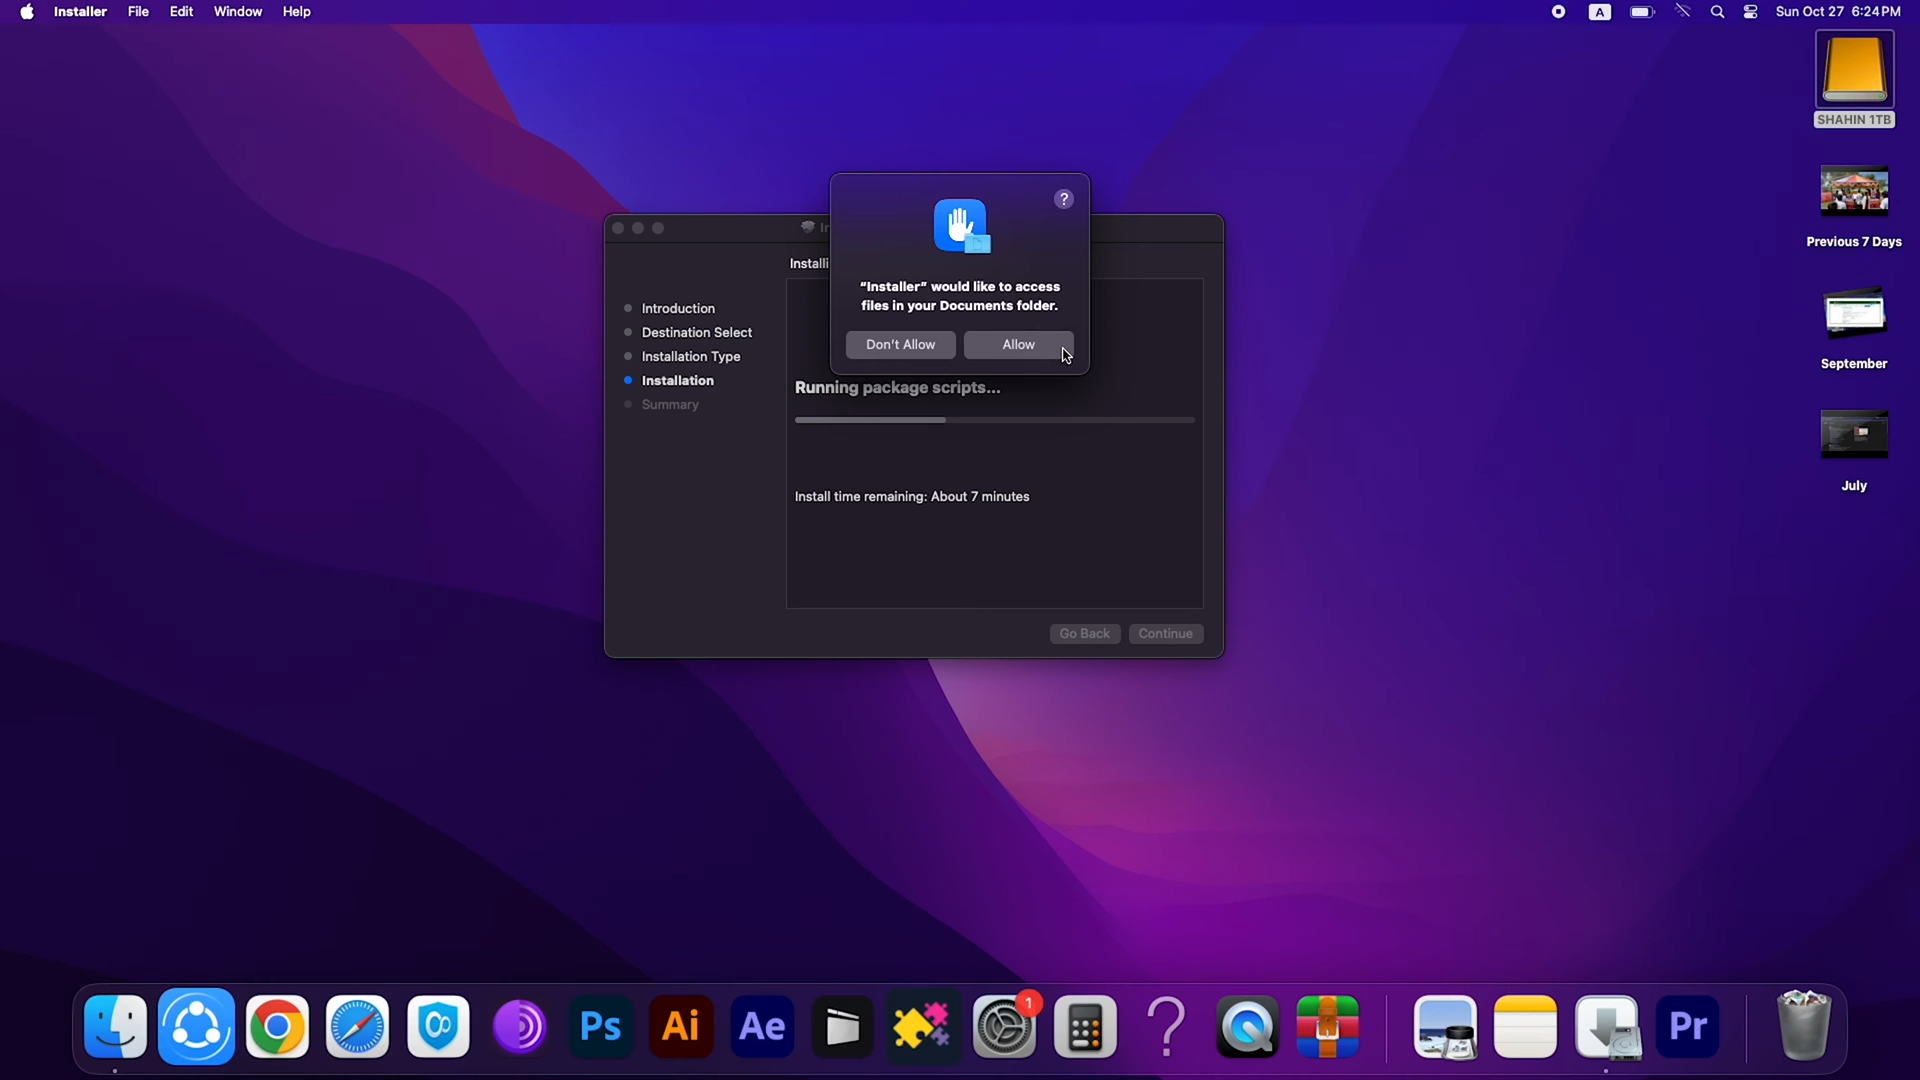 Installer File Edit Window Help
A Sun Oct 27 6:24 PM
SHAHIN 1TB
Previous 7 Days
September
July
?
"Installer" would like to access
files in your Documents folder.
Don't Allow Allow
Introduction
Destination Select
Installation Type
Installation
Summary
Running package scripts...
Install time remaining: About 7 minutes
Go Back Continue
Ps Ai Ae 1 ? Pr